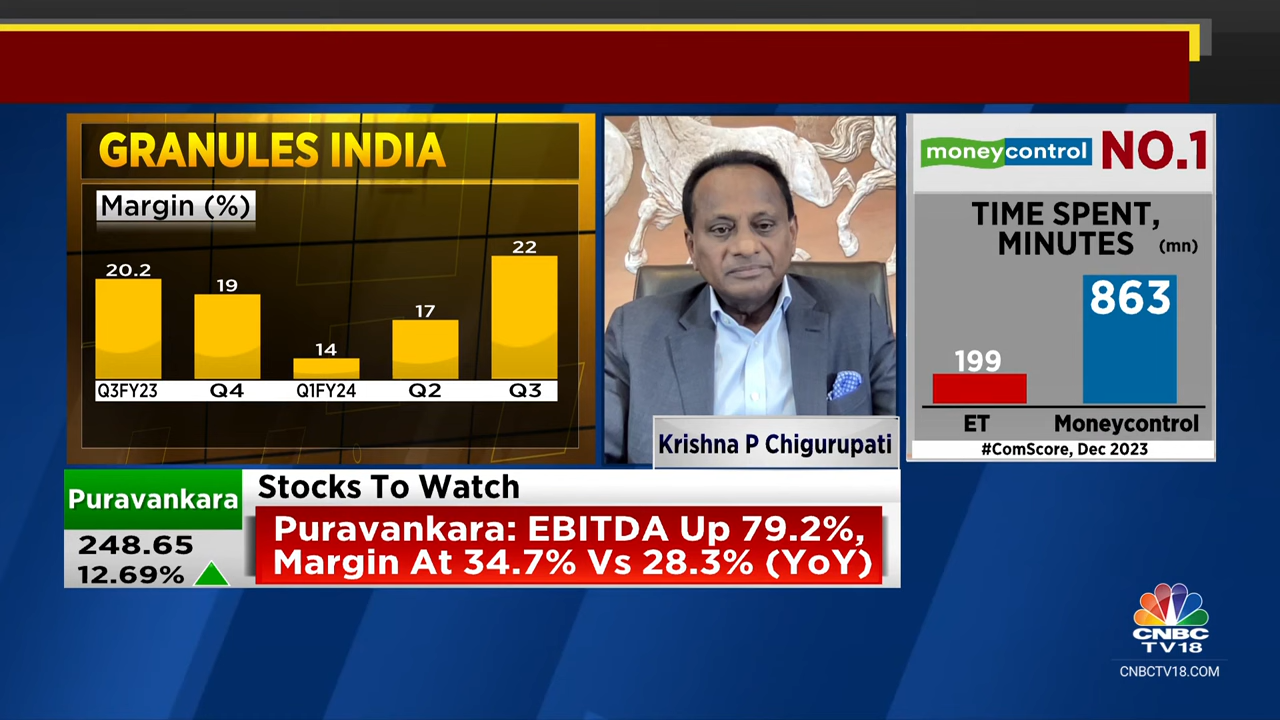 GRANULES INDIA
Margin (%)
20.2
19
14
17
22
Q3FY23
Q4
Q1FY24
Q2
Q3
Krishna P Chigurupati
moneycontrol NO.1
TIME SPENT,
MINUTES (mn)
199
863
ET
Moneycontrol
#ComScore, Dec 2023
Puravankara
248.65
12.69%
Stocks To Watch
Puravankara: EBITDA Up 79.2%,
Margin At 34.7% Vs 28.3% (YoY)
CNBC
TV18
CNBCTV18.COM